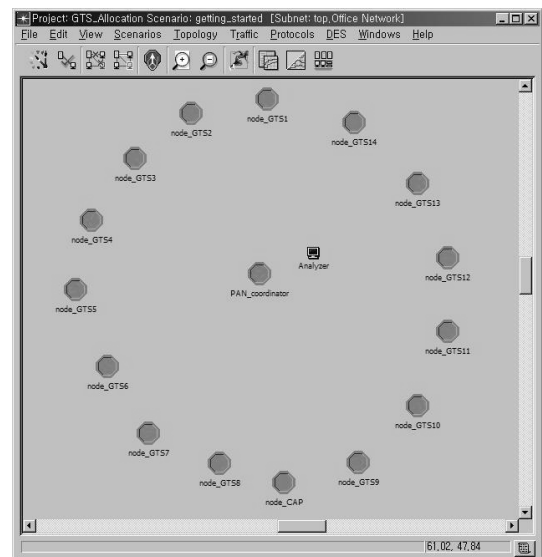 Project: GTS_Allocation Scenario: getting_started [Subnet: top,Office Network]
File Edit View Scenarios Topology Traffic Protocols DES Windows Help
node_GTS1
node_GTS2
node_GTS14
node_GTS3
node_GTS13
node_GTS4
Analyzer
node_GTS12
PAN_coordinator
node_GTS5
node_GTS11
node_GTS6
node_GTS10
node_GTS7
node_GTS8
node_GTS9
node_CAP
61,02, 47,84